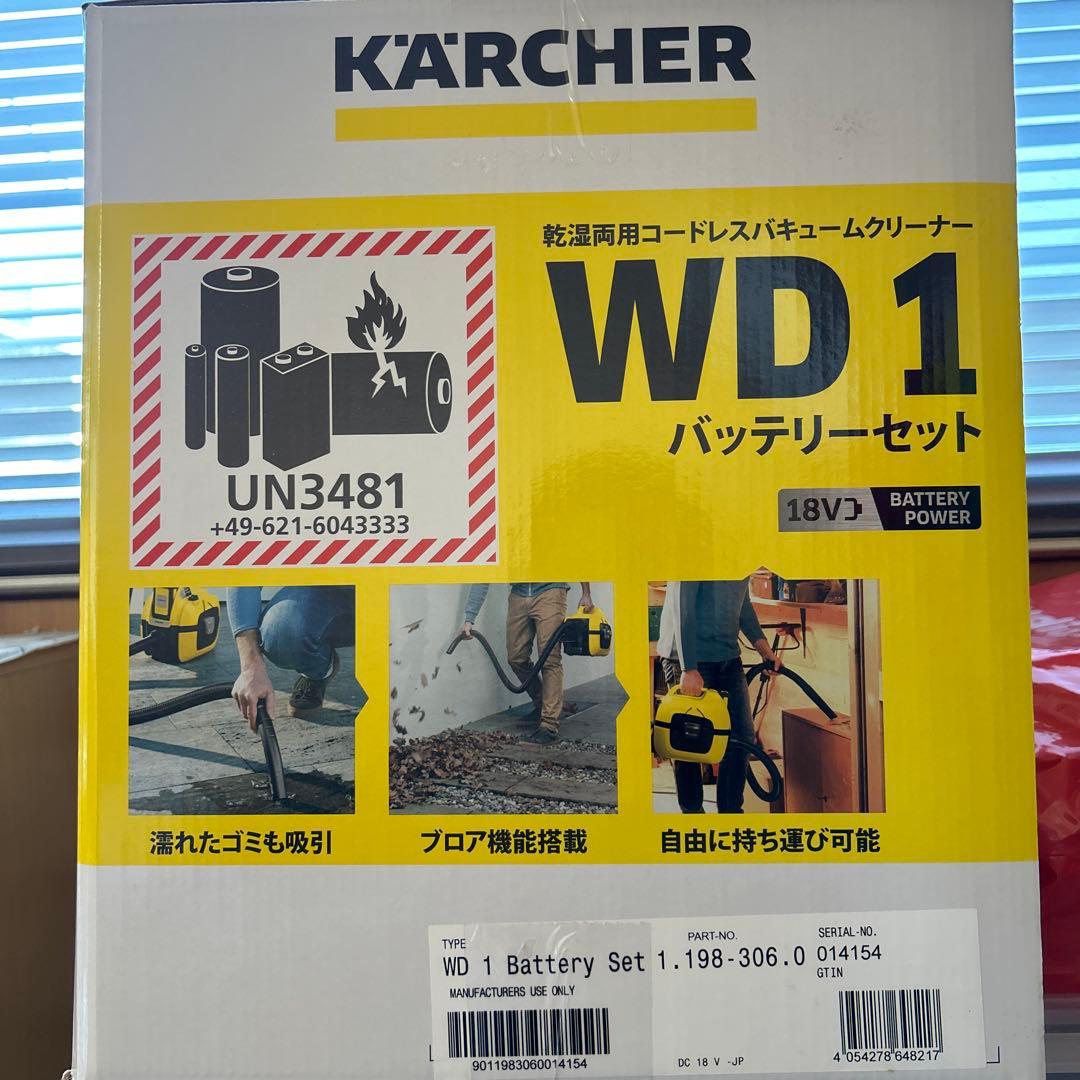 KÄRCHER
乾湿両用コードレスバキュームクリーナー
WD 1
バッテリーセット
18V
BATTERY
POWER
UN3481
+49-621-6043333
濡れたゴミも吸引
ブロア機能搭載
自由に持ち運び可能
TYPE
WD 1 Battery Set
PART-NO.
1.198-306.0
SERIAL-NO.
014154
GTIN
MANUFACTURERS USE ONLY
9011983060014154
DC 18 V -JP
4 054278 648217